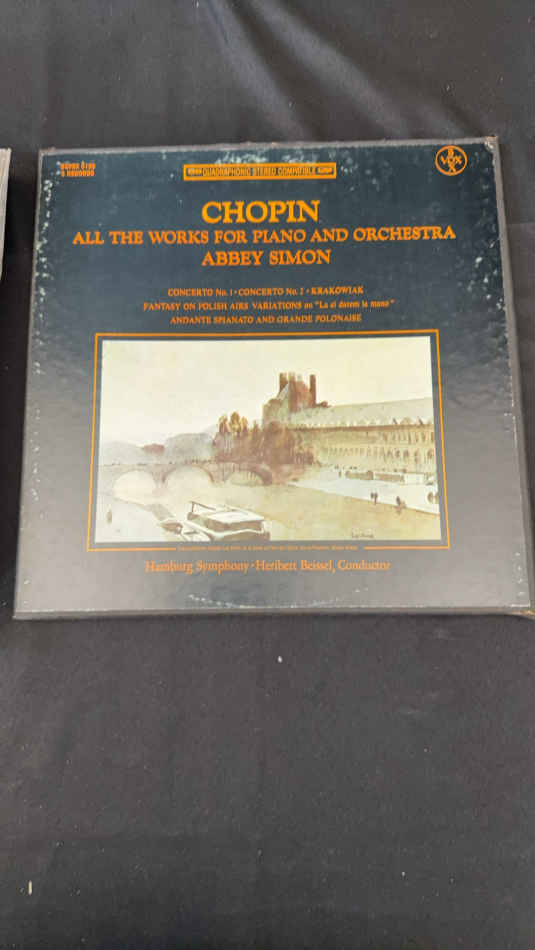 QUADRAPHONIC STEREO COMPATIBLE
VOX
BOX
CHOPIN
ALL THE WORKS FOR PIANO AND ORCHESTRA
ABBEY SIMON
CONCERTO No. 1 • CONCERTO No. 2 • KRAKOWIAK
FANTASY ON POLISH AIRS VARIATIONS on "La ci darem la mano"
ANDANTE SPIANATO AND GRANDE POLONAISE
Hamburg Symphony • Heribert Beissel, Conductor